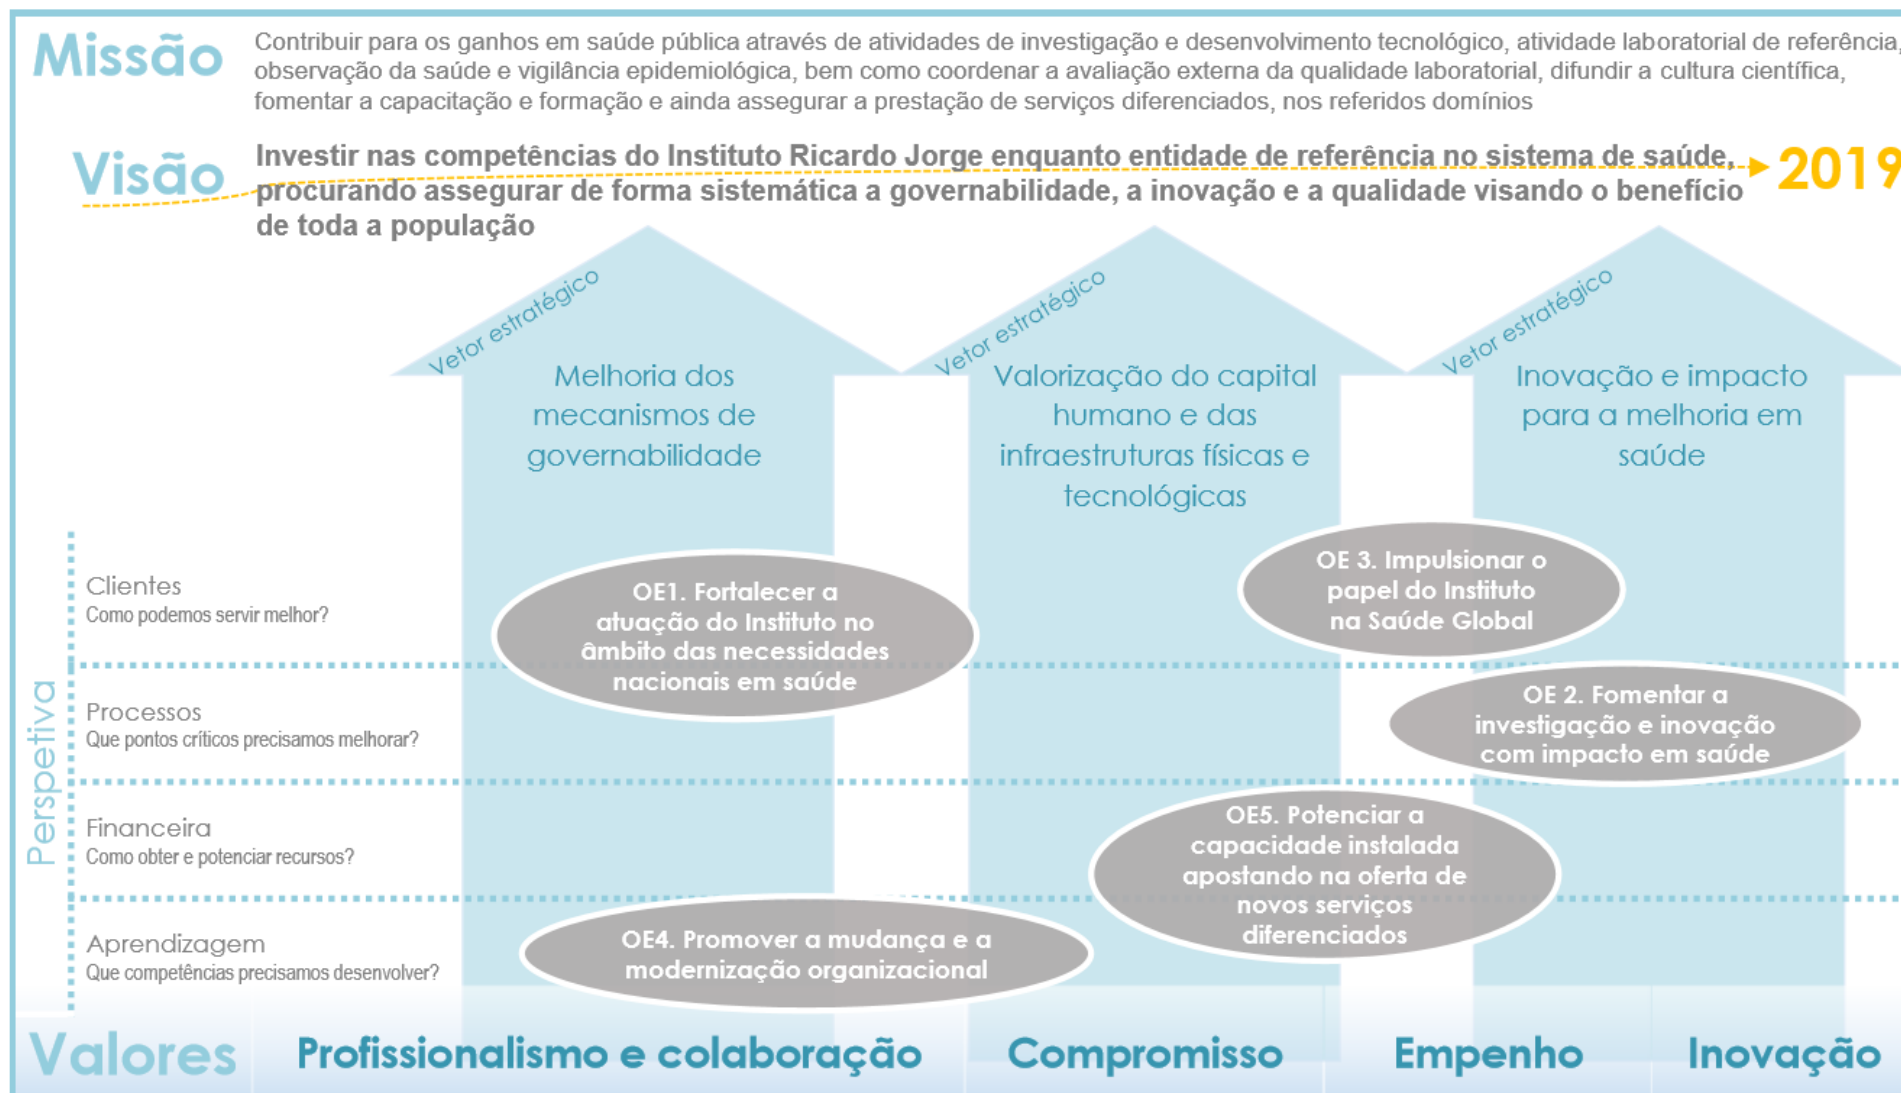 Missão
Contribuir para os ganhos em saúde pública através de atividades de investigação e desenvolvimento tecnológico, atividade laboratorial de referência,
observação da saúde e vigilância epidemiológica, bem como coordenar a avaliação externa da qualidade laboratorial, difundir a cultura científica,
fomentar a capacitação e formação e ainda assegurar a prestação de serviços diferenciados, nos referidos domínios
Visão
Investir nas competências do Instituto Ricardo Jorge enquanto entidade de referência no sistema de saúde,
procurando assegurar de forma sistemática a governabilidade, a inovação e a qualidade visando o benefício
de toda a população
2019
Vetor estratégico
Melhoria dos
mecanismos de
governabilidade
Vetor estratégico
Valorização do capital
humano e das
infraestruturas físicas e
tecnológicas
Vetor estratégico
Inovação e impacto
para a melhoria em
saúde
Perspetiva
Clientes
Como podemos servir melhor?
OE1. Fortalecer a
atuação do Instituto no
âmbito das necessidades
nacionais em saúde
OE 3. Impulsionar o
papel do Instituto
na Saúde Global
Processos
Que pontos críticos precisamos melhorar?
OE 2. Fomentar a
investigação e inovação
com impacto em saúde
Financeira
Como obter e potenciar recursos?
OE5. Potenciar a
capacidade instalada
apostando na oferta de
novos serviços
diferenciados
Aprendizagem
Que competências precisamos desenvolver?
OE4. Promover a mudança e a
modernização organizacional
Valores
Profissionalismo e colaboração
Compromisso
Empenho
Inovação